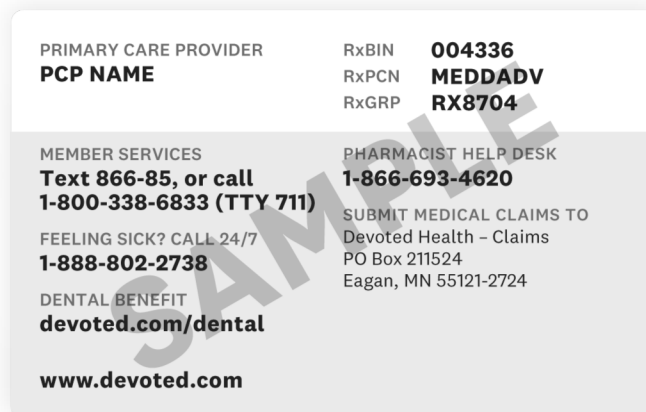 PRIMARY CARE PROVIDER
PCP NAME
RxBIN 004336
RxPCN MEDDADV
RxGRP RX8704
MEMBER SERVICES
Text 866-85, or call
1-800-338-6833 (TTY 711)
FEELING SICK? CALL 24/7
1-888-802-2738
DENTAL BENEFIT
devoted.com/dental
www.devoted.com
PHARMACIST HELP DESK
1-866-693-4620
SUBMIT MEDICAL CLAIMS TO
Devoted Health – Claims
PO Box 211524
Eagan, MN 55121-2724
SAMPLE